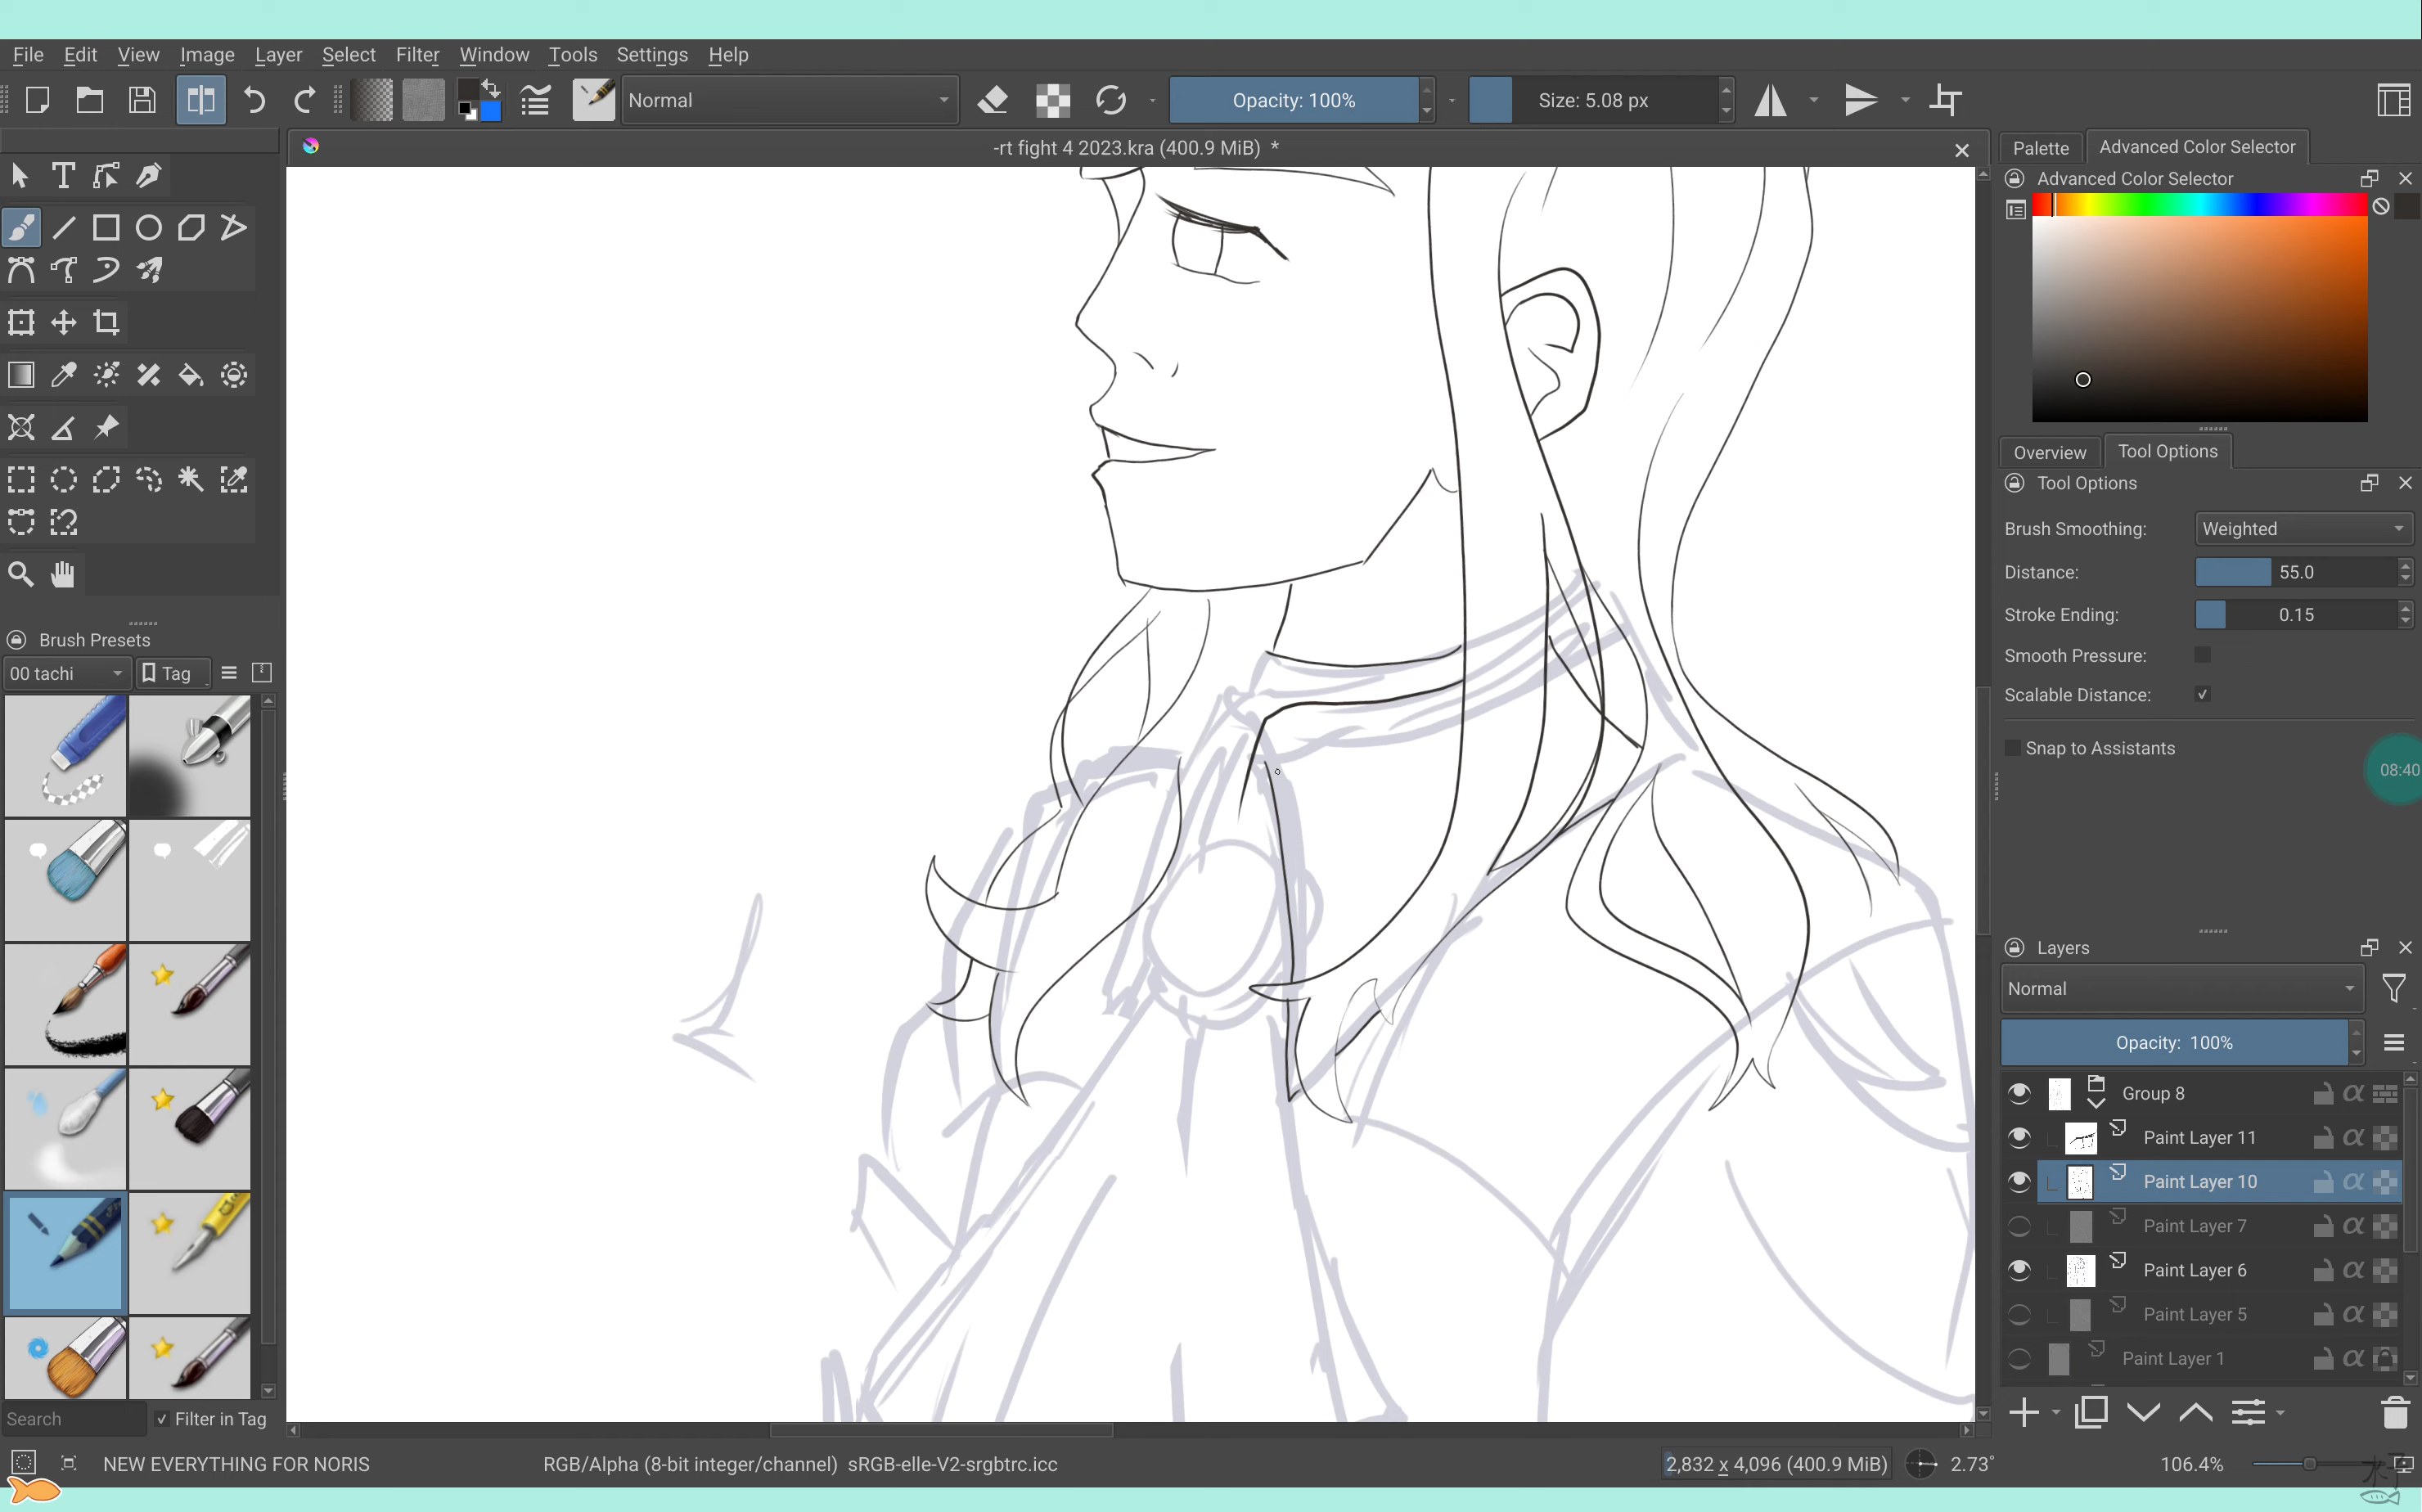 File Edit View Image Layer Select Filter Window Tools Settings Help
Normal
Opacity: 100%
Size: 5.08 px
-rt fight 4 2023.kra (400.9 MiB) *
Palette
Advanced Color Selector
Advanced Color Selector
Overview
Tool Options
Tool Options
Brush Smoothing: Weighted
Distance: 55.0
Stroke Ending: 0.15
Smooth Pressure:
Scalable Distance:
Snap to Assistants
08:40
Brush Presets
00 tachi
Tag
Layers
Normal
Opacity: 100%
Group 8
Paint Layer 11
Paint Layer 10
Paint Layer 7
Paint Layer 6
Paint Layer 5
Paint Layer 1
Search
Filter in Tag
NEW EVERYTHING FOR NORIS
RGB/Alpha (8-bit integer/channel) sRGB-elle-V2-srgbtrc.icc
2,832 x 4,096 (400.9 MiB)
2.73°
106.4%